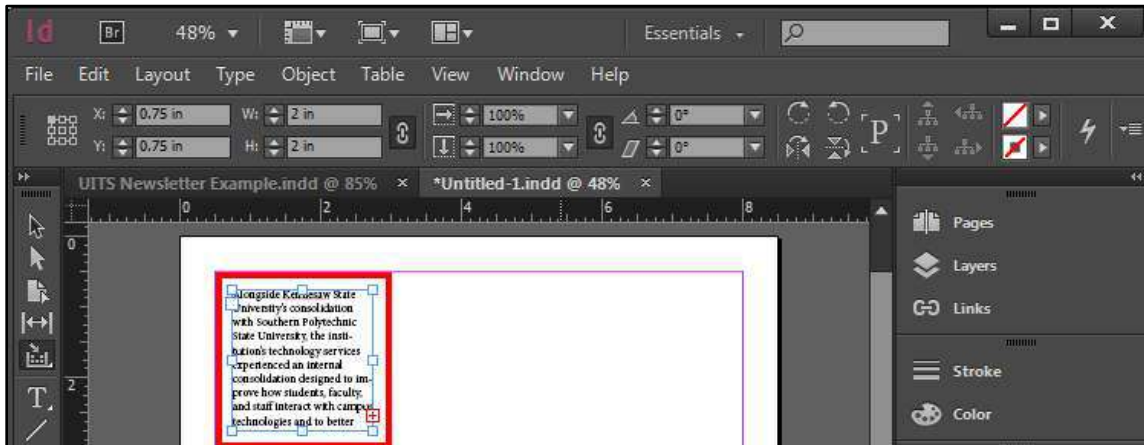 Id Br 48% Essentials
File Edit Layout Type Object Table View Window Help
X: 0.75 in W: 2 in 100% 0° P
Y: 0.75 in H: 2 in 100% 0°
UITS Newsletter Example.indd @ 85% × *Untitled-1.indd @ 48% ×
0 2 4 6 8
0
2
T
Pages
Layers
Links
Stroke
Color
Alongside Kennesaw State
University's consolidation
with Southern Polytechnic
State University, the insti-
tution's technology services
experienced an internal
consolidation designed to im-
prove how students, faculty,
and staff interact with campus
technologies and to better